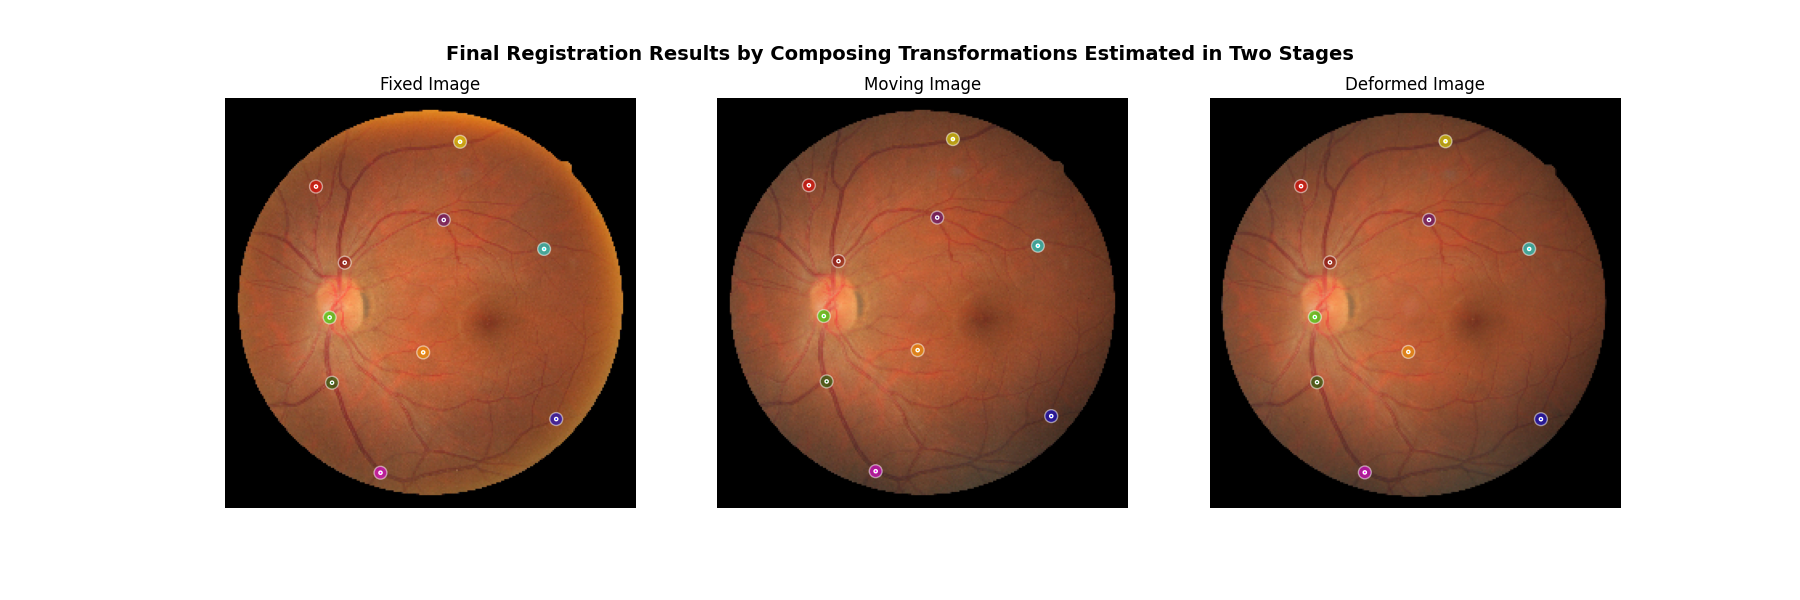 Final Registration Results by Composing Transformations Estimated in Two Stages
Fixed Image
Moving Image
Deformed Image